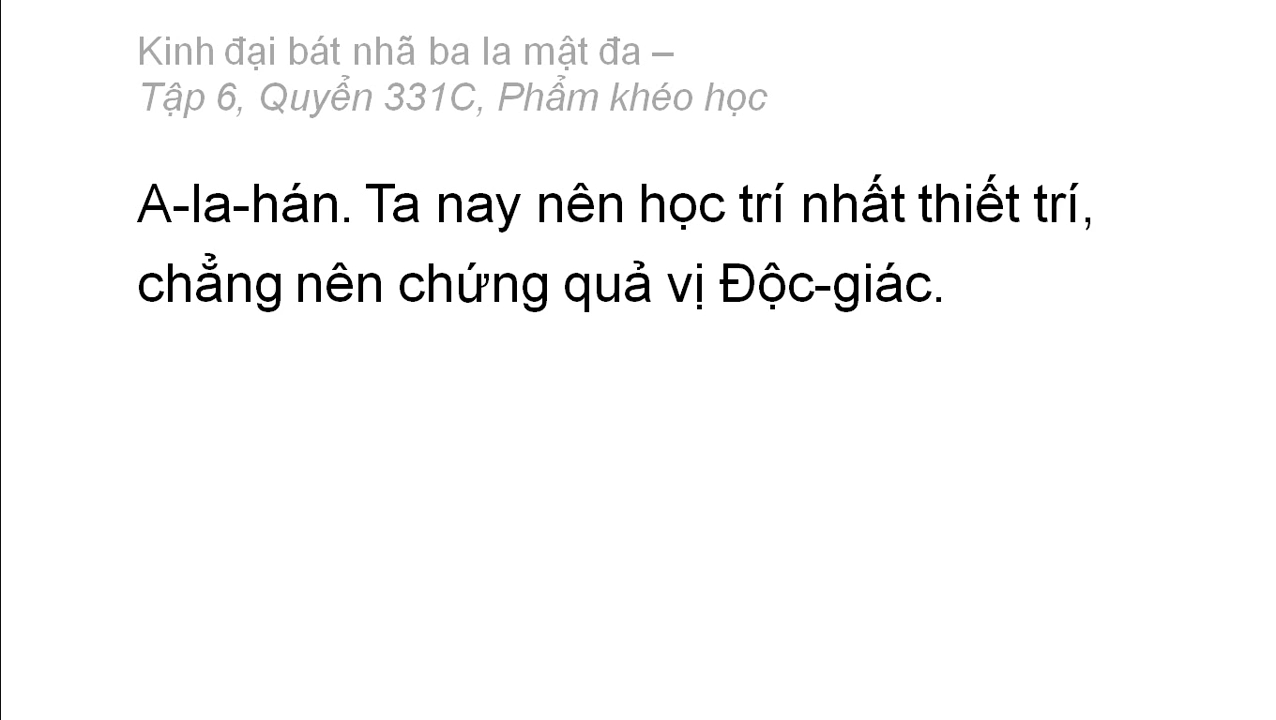 Kinh đại bát nhã ba la mật đa –
Tập 6, Quyển 331C, Phẩm khéo học
A-la-hán. Ta nay nên học trí nhất thiết trí,
chẳng nên chứng quả vị Độc-giác.